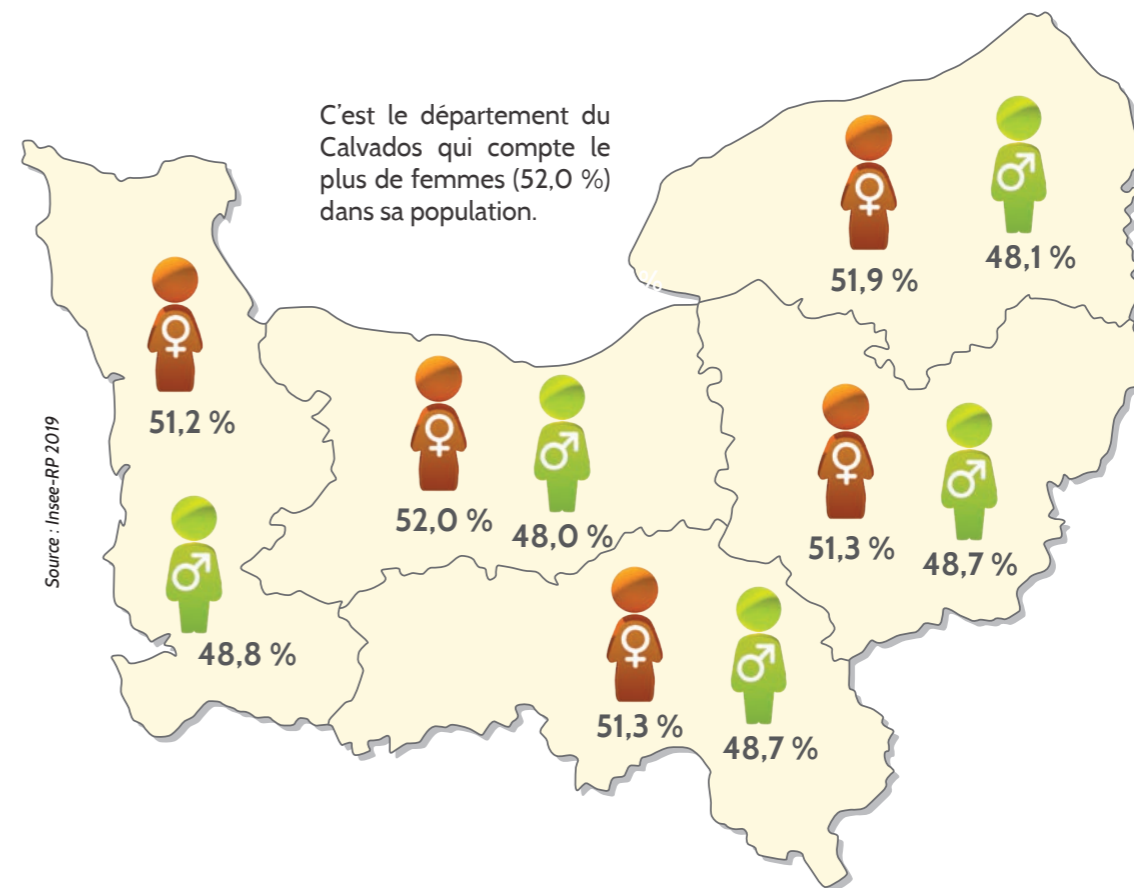 C'est le département du
Calvados qui compte le
plus de femmes (52,0 %)
dans sa population.
51,9 %
48,1 %
%
51,2 %
52,0 %
48,0 %
51,3 %
48,7 %
48,8 %
51,3 %
48,7 %
Source : Insee-RP 2019